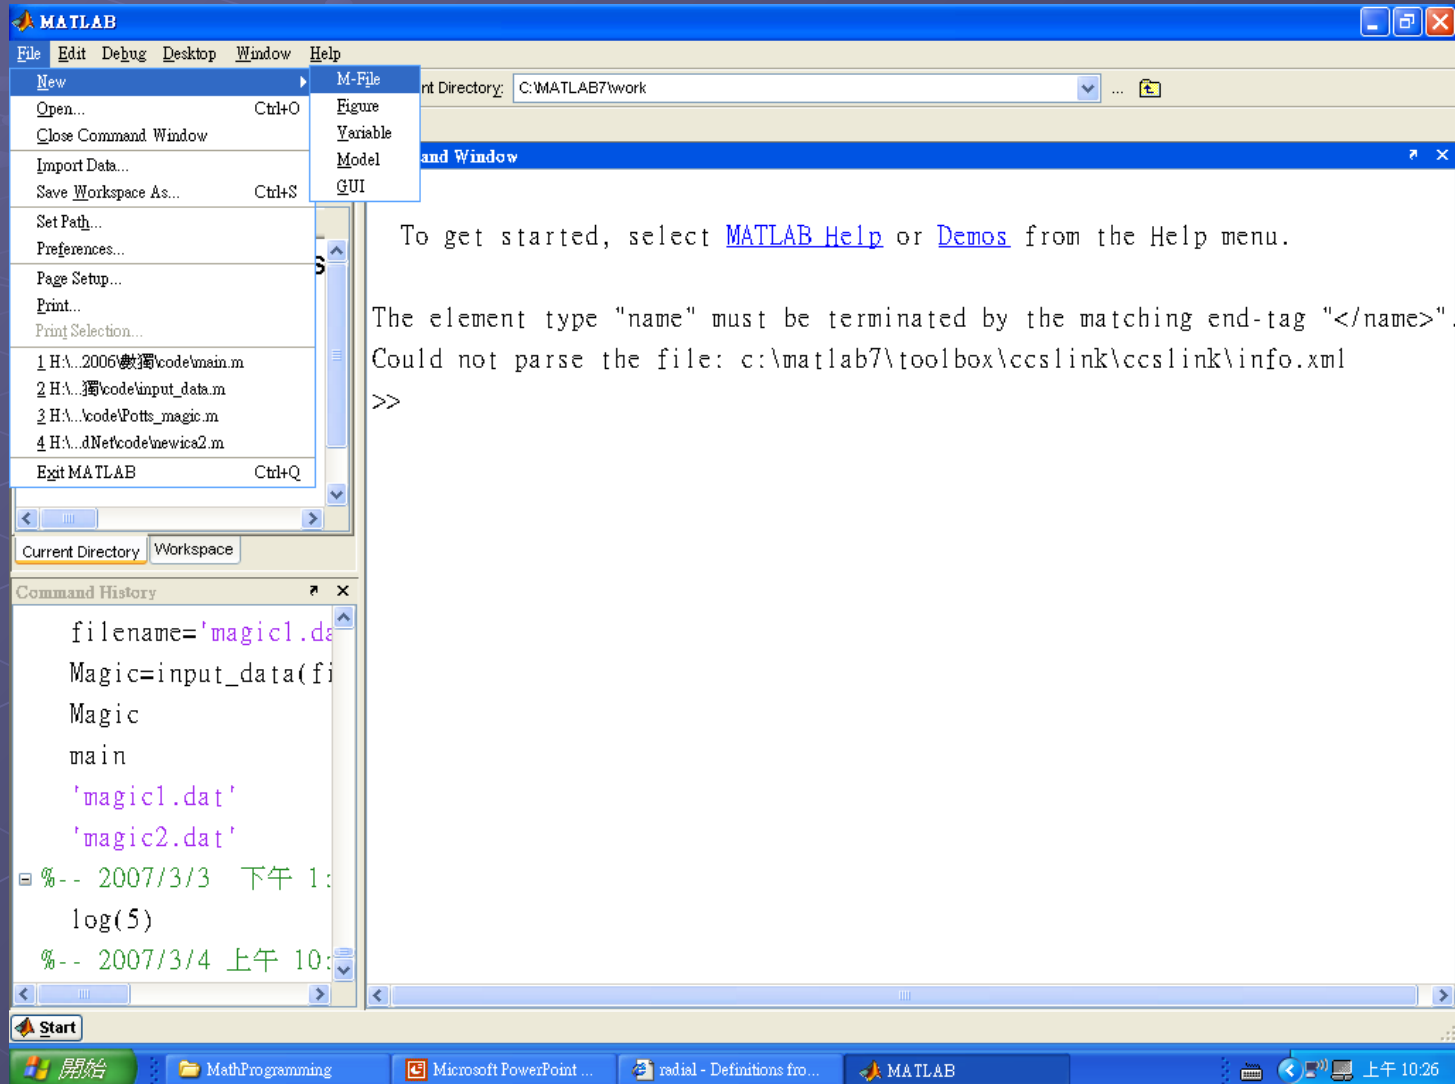 MATLAB
File Edit Debug Desktop Window Help
New
Open... Ctrl+O
Close Command Window
Import Data...
Save Workspace As... Ctrl+S
Set Path...
Preferences...
Page Setup...
Print...
Print Selection...
1 H:\...2006\數獨\code\main.m
2 H:\...獨\code\input_data.m
3 H:\...\code\Potts_magic.m
4 H:\...dNet\code\newica2.m
Exit MATLAB Ctrl+Q
M-File
Figure
Variable
Model
GUI
nt Directory: C:\MATLAB7\work ...
and Window
To get started, select MATLAB Help or Demos from the Help menu.
The element type "name" must be terminated by the matching end-tag "</name>".
Could not parse the file: c:\matlab7\toolbox\ccslink\ccslink\info.xml
>>
S
Current Directory Workspace
Command History
filename='magic1.da
Magic=input_data(fi
Magic
main
'magic1.dat'
'magic2.dat'
%-- 2007/3/3 下午 1:
log(5)
%-- 2007/3/4 上午 10:
Start
開始 MathProgramming Microsoft PowerPoint ... radial - Definitions fro... MATLAB 上午 10:26